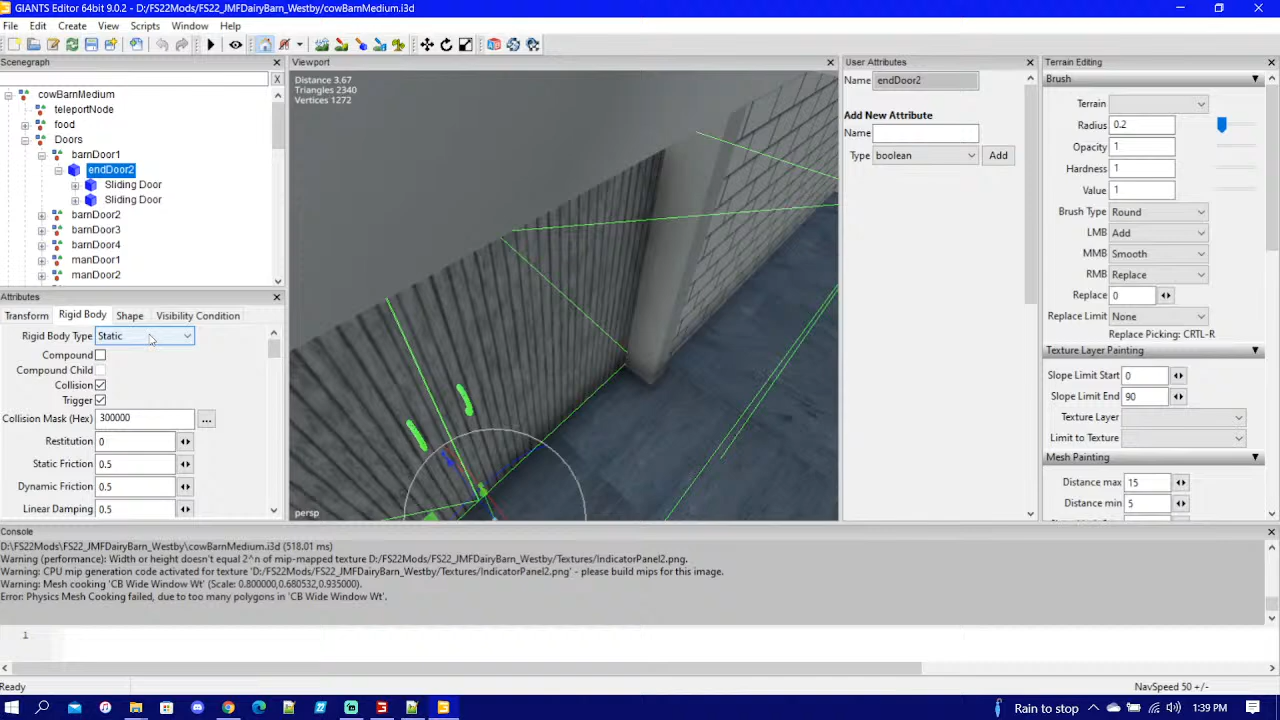 GIANTS Editor 64bit 9.0.2 - D:/FS22Mods/FS22_JMFDairyBarn_Westby/cowBarnMedium.i3d
File Edit Create View Scripts Window Help
Scenegraph
X
cowBarnMedium
teleportNode
food
Doors
barnDoor1
endDoor2
Sliding Door
Sliding Door
barnDoor2
barnDoor3
barnDoor4
manDoor1
manDoor2
Attributes
Transform Rigid Body Shape Visibility Condition
Rigid Body Type Static
Compound
Compound Child
Collision
Trigger
Collision Mask (Hex) 300000 ...
Restitution 0
Static Friction 0.5
Dynamic Friction 0.5
Linear Damping 0.5
Viewport
Distance 3.67
Triangles 2340
Vertices 1272
persp
User Attributes
Name endDoor2
Add New Attribute
Name
Type boolean Add
Terrain Editing
Brush
Terrain
Radius 0.2
Opacity 1
Hardness 1
Value 1
Brush Type Round
LMB Add
MMB Smooth
RMB Replace
Replace 0
Replace Limit None
Replace Picking: CRTL-R
Texture Layer Painting
Slope Limit Start 0
Slope Limit End 90
Texture Layer
Limit to Texture
Mesh Painting
Distance max 15
Distance min 5
Console
D:\FS22Mods\FS22_JMFDairyBarn_Westby\cowBarnMedium.i3d (518.01 ms)
Warning (performance): Width or height doesn't equal 2^n of mip-mapped texture D:/FS22Mods/FS22_JMFDairyBarn_Westby/Textures/IndicatorPanel2.png.
Warning: CPU mip generation code activated for texture 'D:/FS22Mods/FS22_JMFDairyBarn_Westby/Textures/IndicatorPanel2.png' - please build mips for this image.
Warning: Mesh cooking 'CB Wide Window Wt' (Scale: 0.800000,0.680532,0.935000).
Error: Physics Mesh Cooking failed, due to too many polygons in 'CB Wide Window Wt'.
1
Ready
NavSpeed 50 +/-
Rain to stop
1:39 PM